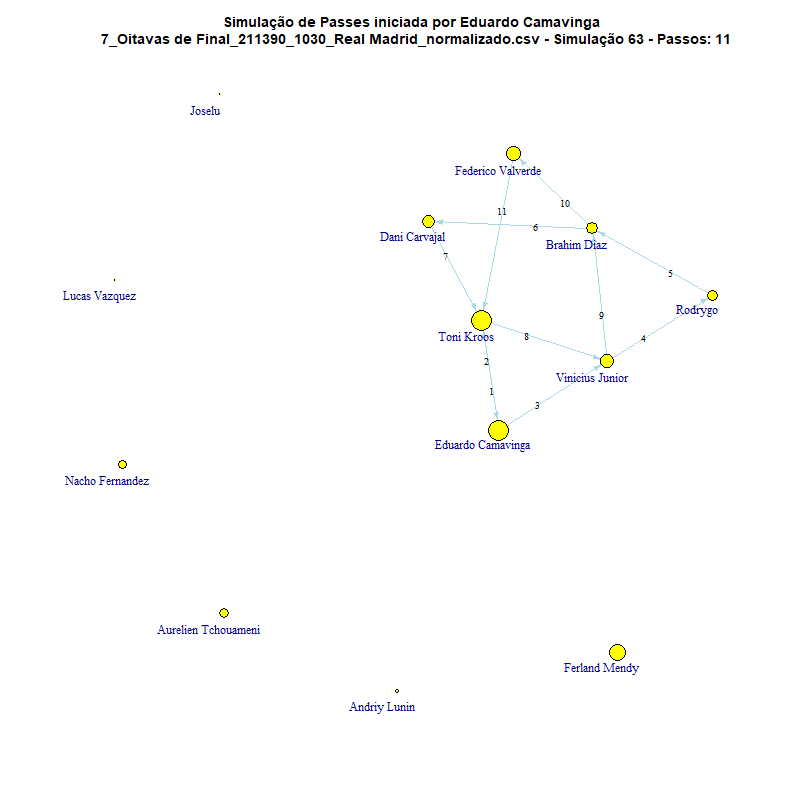 Simulação de Passes iniciada por Eduardo Camavinga
7_Oitavas de Final_211390_1030_Real Madrid_normalizado.csv - Simulação 63 - Passos: 11
Joselu
Federico Valverde
10
11
6
Dani Carvajal
Brahim Díaz
7
5
Lucas Vazquez
Rodrygo
9
Toni Kroos
8
4
2
Vinicius Junior
1
3
Eduardo Camavinga
Nacho Fernandez
Aurelien Tchouameni
Ferland Mendy
Andriy Lunin